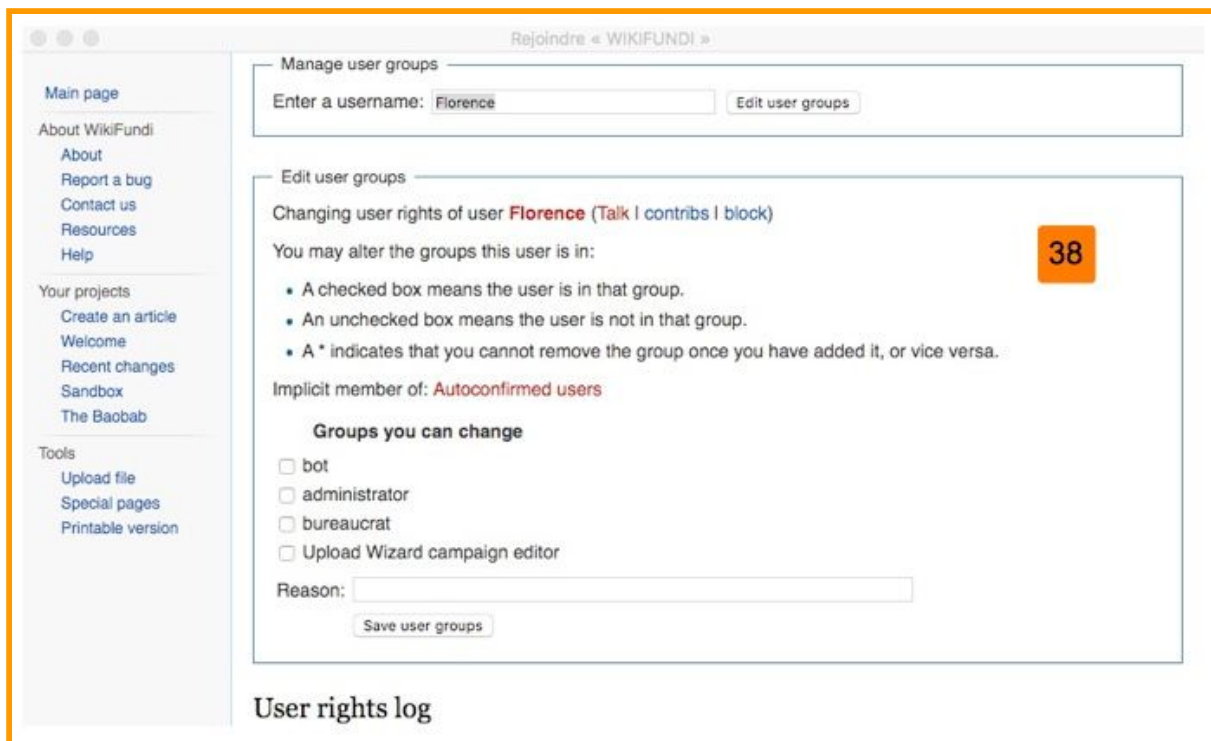 Rejoindre « WIKIFUNDI »
Main page
About WikiFundi
About
Report a bug
Contact us
Resources
Help
Your projects
Create an article
Welcome
Recent changes
Sandbox
The Baobab
Tools
Upload file
Special pages
Printable version
Manage user groups
Enter a username: Florence Edit user groups
Edit user groups
Changing user rights of user Florence (Talk | contribs | block)
You may alter the groups this user is in:
38
• A checked box means the user is in that group.
• An unchecked box means the user is not in that group.
• A * indicates that you cannot remove the group once you have added it, or vice versa.
Implicit member of: Autoconfirmed users
Groups you can change
bot
administrator
bureaucrat
Upload Wizard campaign editor
Reason:
Save user groups
User rights log